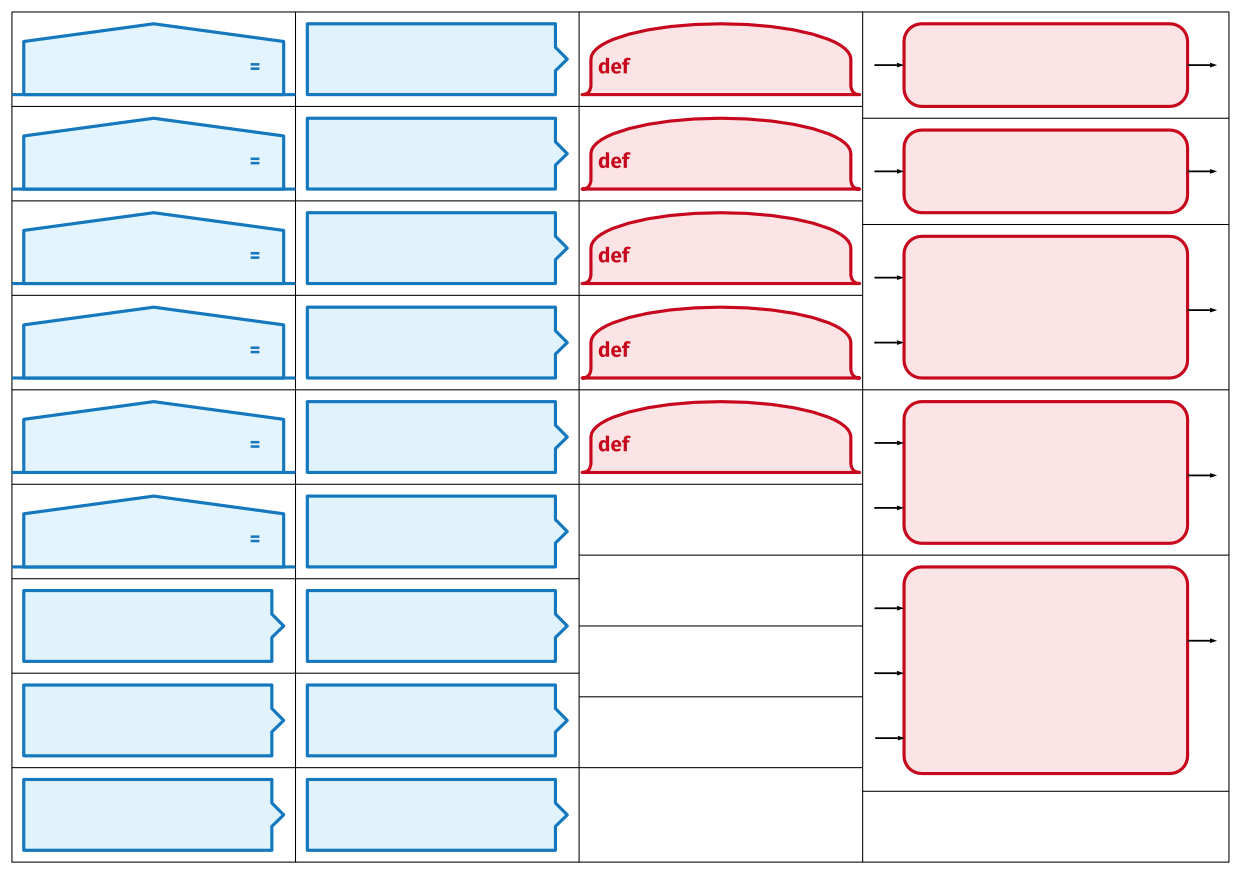 = def
= def
= def
= def
= def
=